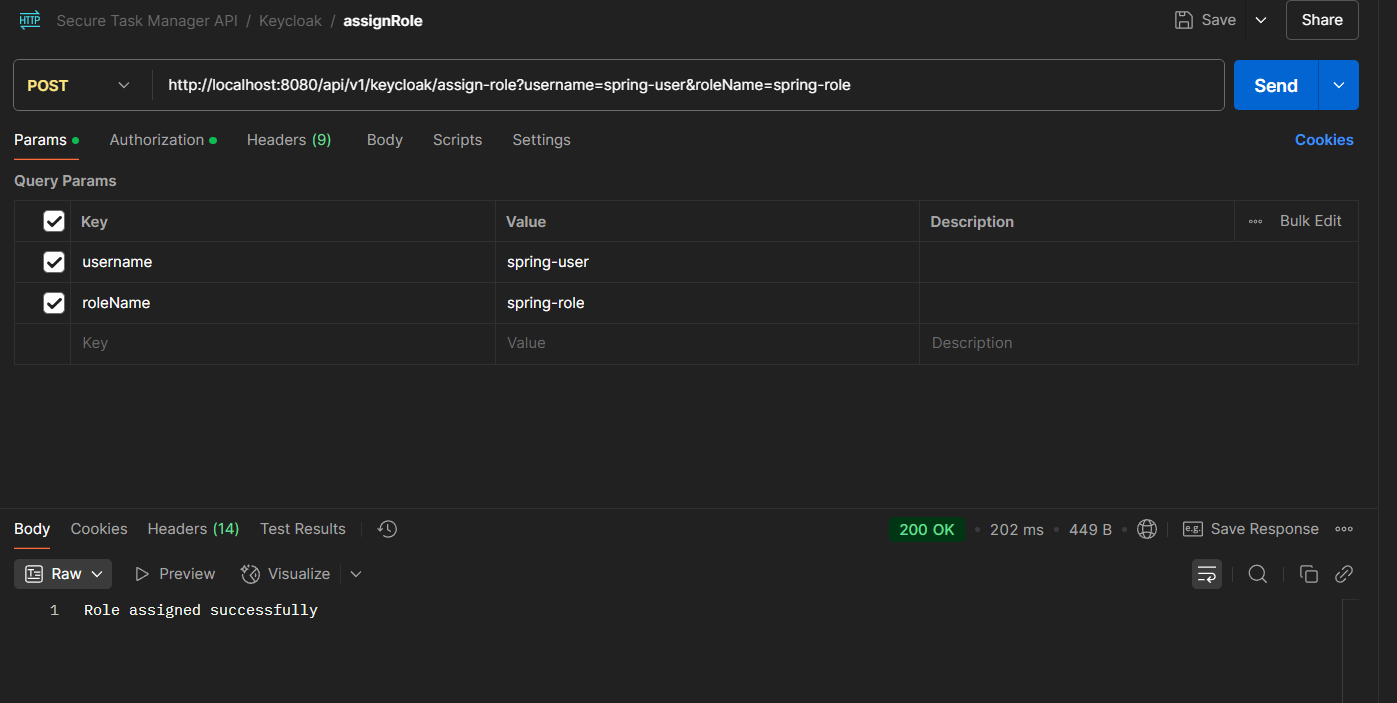 HTTP Secure Task Manager API / Keycloak / assignRole Save Share
POST http://localhost:8080/api/v1/keycloak/assign-role?username=spring-user&roleName=spring-role Send
Params Authorization Headers (9) Body Scripts Settings Cookies
Query Params
Key Value Description Bulk Edit
username spring-user
roleName spring-role
Key Value Description
Body Cookies Headers (14) Test Results 200 OK 202 ms 449 B e.g. Save Response
Raw Preview Visualize
1 Role assigned successfully